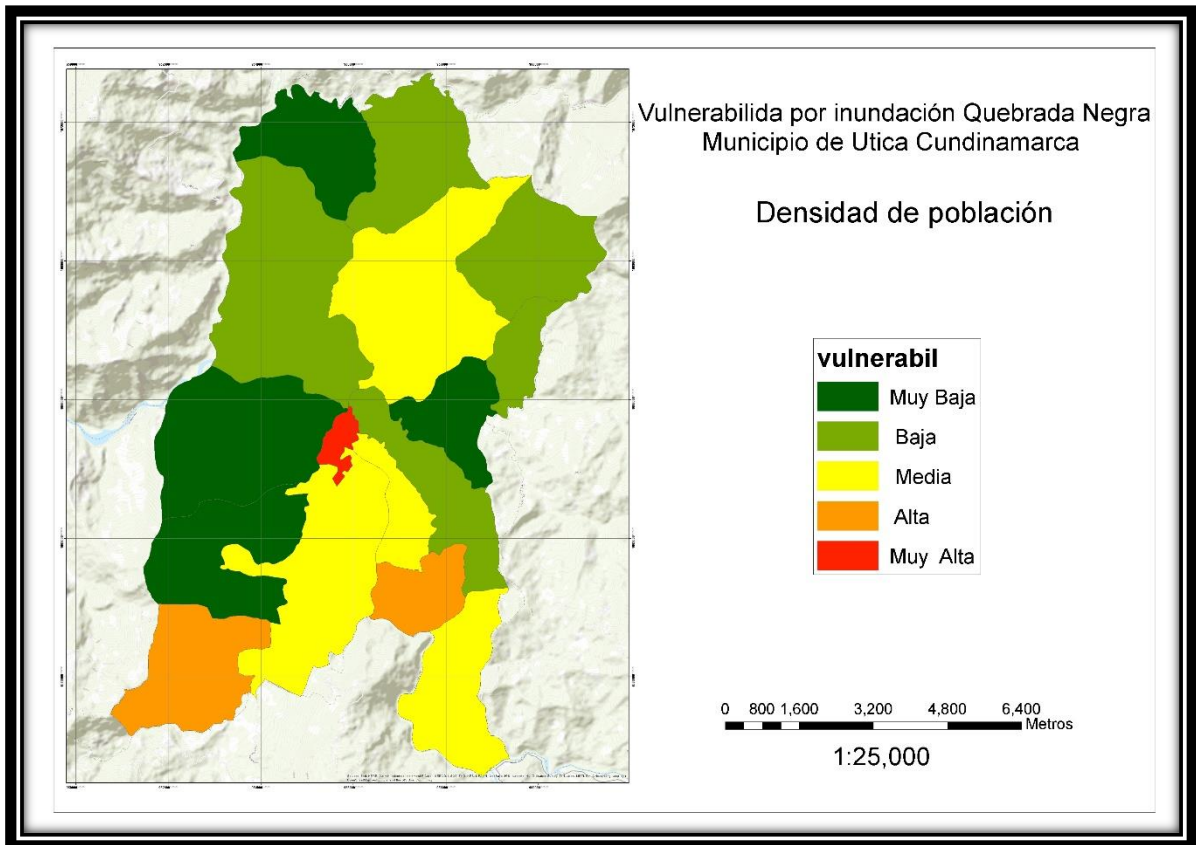 Vulnerabilida por inundación Quebrada Negra
Municipio de Utica Cundinamarca
Densidad de población
vulnerabil
Muy Baja
Baja
Media
Alta
Muy Alta
0 800 1,600 3,200 4,800 6,400
Metros
1:25,000